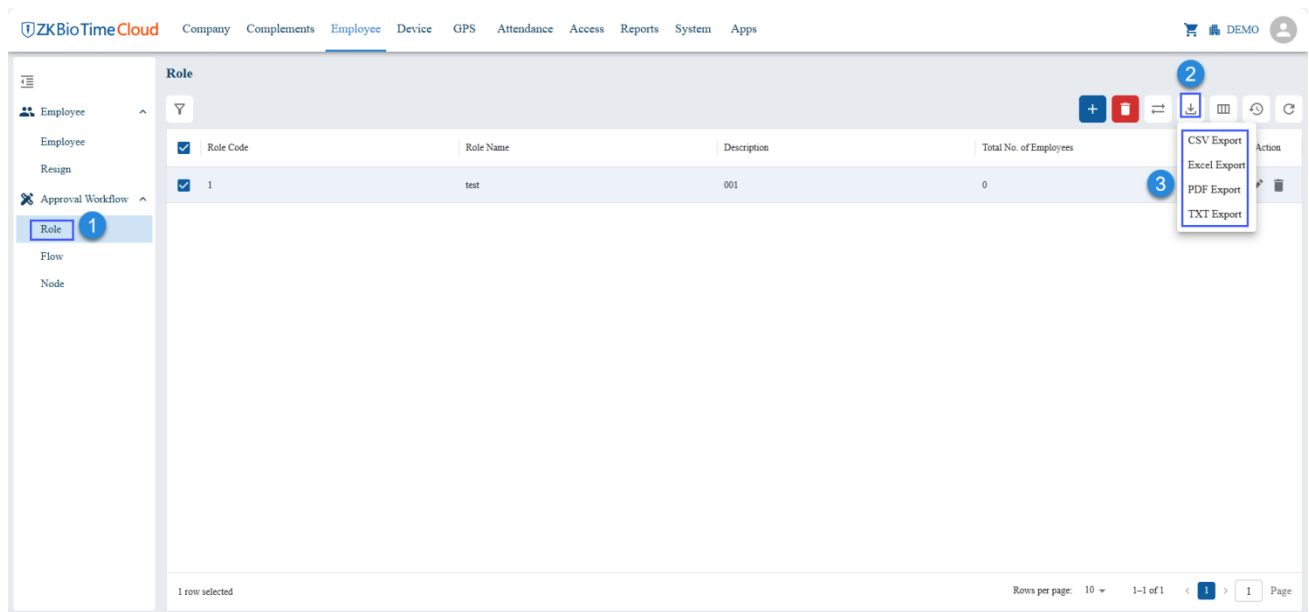 ZKBioTime Cloud Company Complements Employee Device GPS Attendance Access Reports System Apps DEMO
Role
2
Employee
Employee
Resign
Approval Workflow
Role 1
Flow
Node
Role Code Role Name Description Total No. of Employees Action
1 test 001 0
CSV Export
Excel Export
3 PDF Export
TXT Export
1 row selected Rows per page: 10 1–1 of 1 < 1 > 1 Page